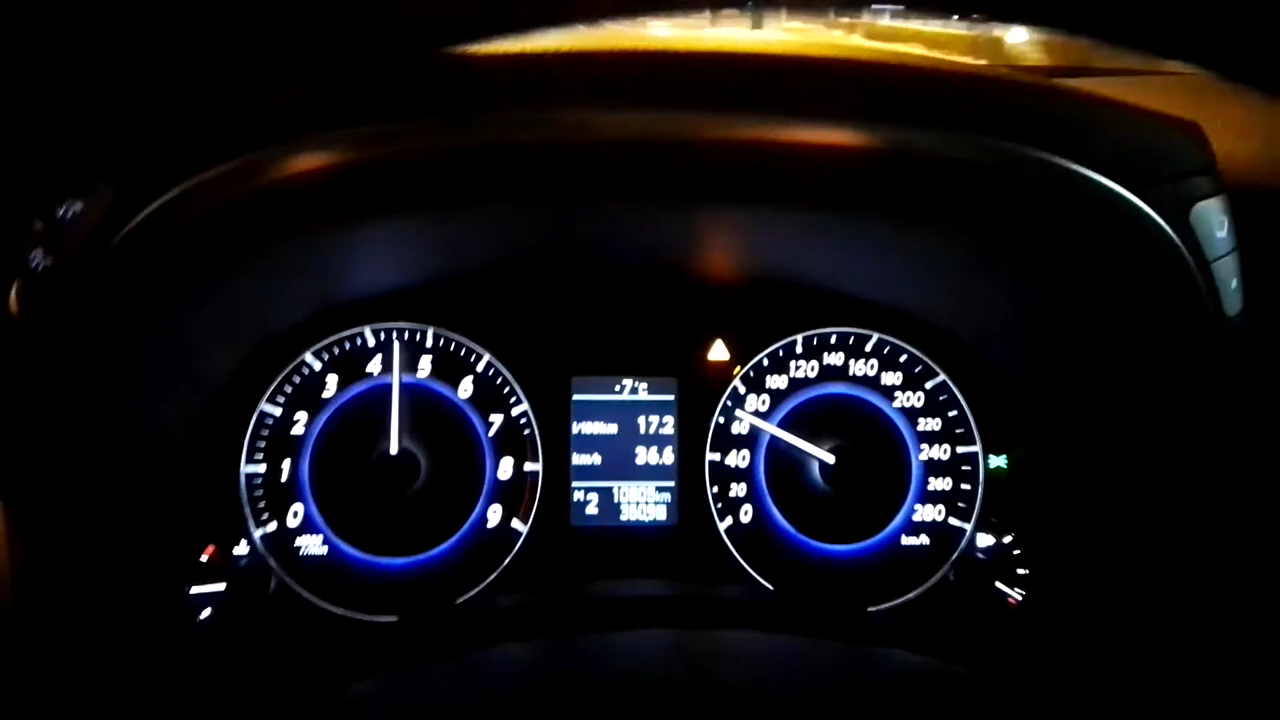 0 1 2 3 4 5 6 7 8 9
x1000
r/min
-7°C
l/100km 17.2
km/h 36.6
M 2
km
0 20 40 60 80 100 120 140 160 180 200 220 240 260 280
km/h